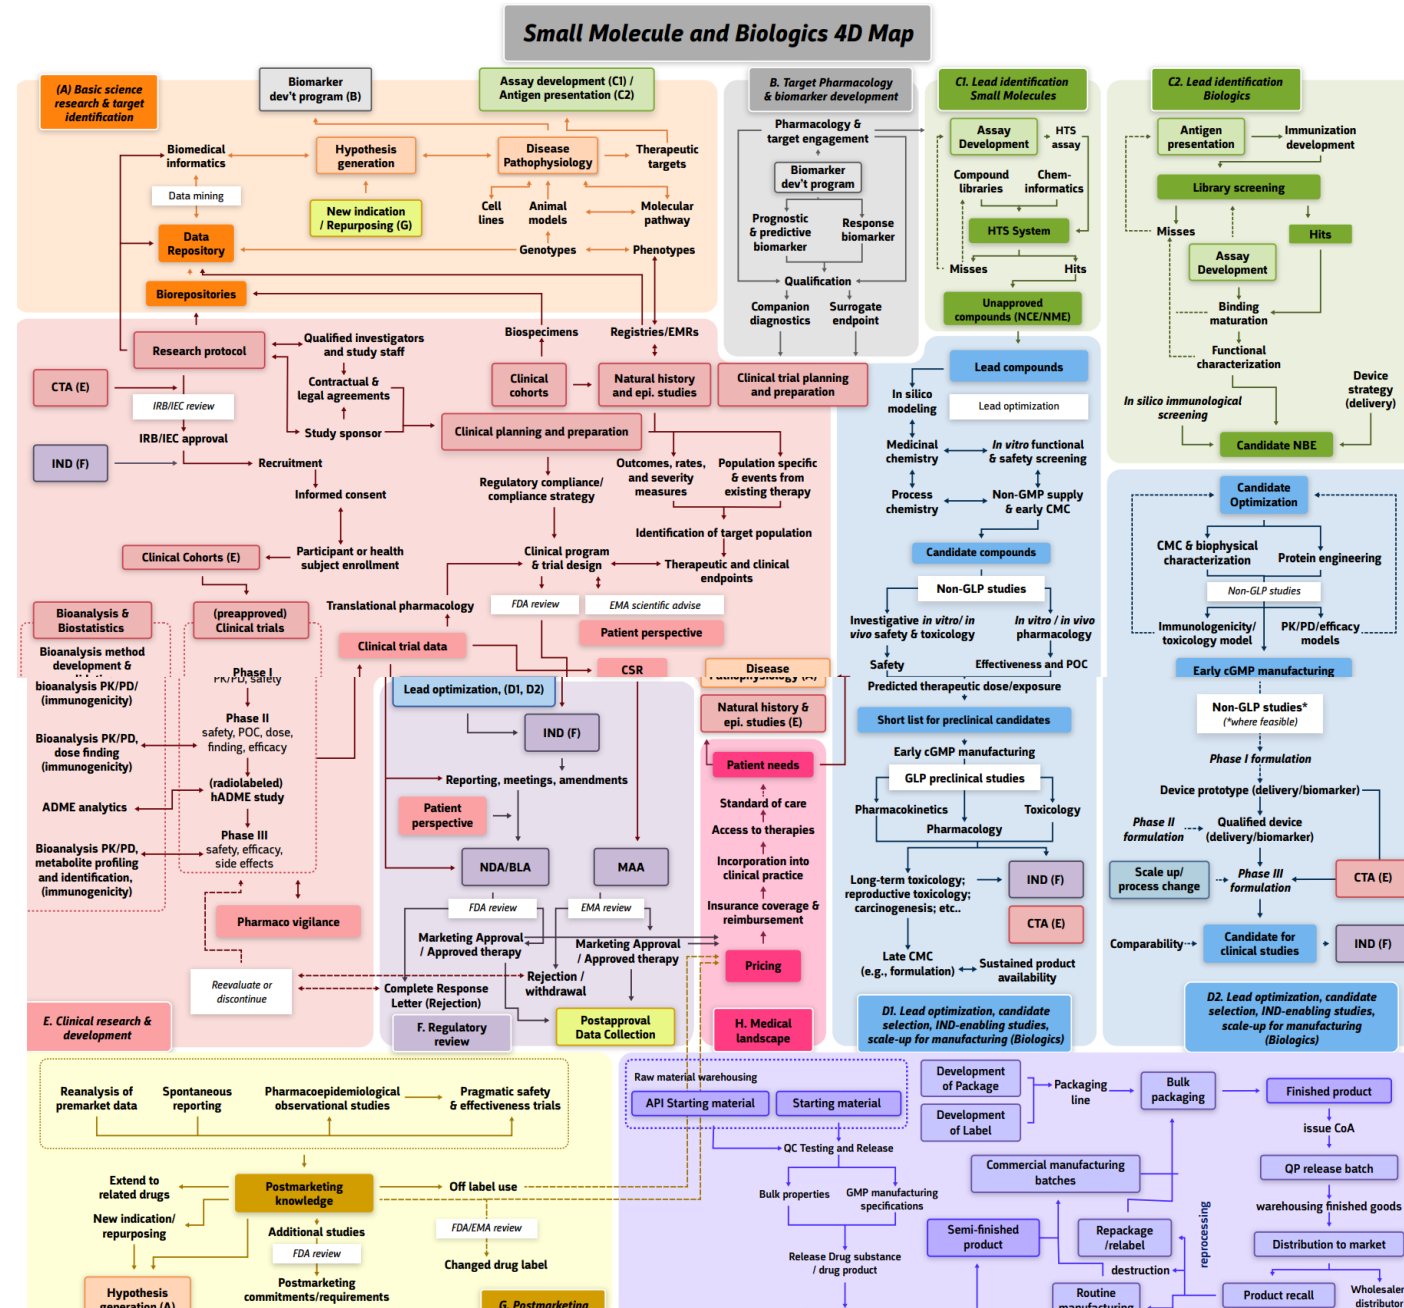 Small Molecule and Biologics 4D Map
(A) Basic science
research & target
identification
Biomarker
dev't program (B)
Assay development (C1) /
Antigen presentation (C2)
Biomedical
informatics
Hypothesis
generation
Disease
Pathophysiology
Therapeutic
targets
Data mining
New indication
/ Repurposing (G)
Cell
lines
Animal
models
Molecular
pathway
Data
Repository
Genotypes
Phenotypes
Biorepositories
B. Target Pharmacology
& biomarker development
Pharmacology &
target engagement
Biomarker
dev't program
Prognostic
& predictive
biomarker
Response
biomarker
Qualification
Companion
diagnostics
Surrogate
endpoint
C1. Lead identification
Small Molecules
Assay
Development
HTS
assay
Compound
libraries
Chem-
informatics
HTS System
Misses
Hits
Unapproved
compounds (NCE/NME)
C2. Lead identification
Biologics
Antigen
presentation
Immunization
development
Library screening
Misses
Hits
Assay
Development
Binding
maturation
Functional
characterization
In silico immunological
screening
Device
strategy
(delivery)
Candidate NBE
Research protocol
Qualified investigators
and study staff
Biospecimens
Registries/EMRs
CTA (E)
Contractual &
legal agreements
Clinical
cohorts
Natural history
and epi. studies
Clinical trial planning
and preparation
IRB/IEC review
IRB/IEC approval
Study sponsor
Clinical planning and preparation
IND (F)
Recruitment
Informed consent
Regulatory compliance/
compliance strategy
Outcomes, rates,
and severity
measures
Population specific
& events from
existing therapy
Identification of target population
Clinical Cohorts (E)
Participant or health
subject enrollment
Clinical program
& trial design
Therapeutic and clinical
endpoints
Translational pharmacology
FDA review
EMA scientific advise
Patient perspective
Bioanalysis &
Biostatistics
(preapproved)
Clinical trials
Clinical trial data
CSR
Bioanalysis method
development &
Phase I
PK/PD, safety
bioanalysis PK/PD/
(immunogenicity)
Phase II
safety, POC, dose,
finding, efficacy
Bioanalysis PK/PD,
dose finding
(immunogenicity)
(radiolabeled)
hADME study
ADME analytics
Phase III
safety, efficacy,
side effects
Bioanalysis PK/PD,
metabolite profiling
and identification,
(immunogenicity)
Pharmaco vigilance
Reevaluate or
discontinue
E. Clinical research &
development
Lead optimization, (D1, D2)
IND (F)
Reporting, meetings, amendments
Patient
perspective
NDA/BLA
MAA
FDA review
EMA review
Marketing Approval
/ Approved therapy
Marketing Approval
/ Approved therapy
Rejection /
withdrawal
Complete Response
Letter (Rejection)
Postapproval
Data Collection
F. Regulatory
review
Disease
Pathophysiology (A)
Natural history &
epi. studies (E)
Patient needs
Standard of care
Access to therapies
Incorporation into
clinical practice
Insurance coverage &
reimbursement
Pricing
H. Medical
landscape
Lead compounds
In silico
modeling
Lead optimization
Medicinal
chemistry
In vitro functional
& safety screening
Process
chemistry
Non-GMP supply
& early CMC
Candidate compounds
Non-GLP studies
Investigative in vitro/ in
vivo safety & toxicology
In vitro / in vivo
pharmacology
Safety
Effectiveness and POC
Predicted therapeutic dose/exposure
Short list for preclinical candidates
Early cGMP manufacturing
GLP preclinical studies
Pharmacokinetics
Toxicology
Pharmacology
Long-term toxicology;
reproductive toxicology;
carcinogenesis; etc..
IND (F)
CTA (E)
Late CMC
(e.g., formulation)
Sustained product
availability
D1. Lead optimization, candidate
selection, IND-enabling studies,
scale-up for manufacturing (Biologics)
Candidate
Optimization
CMC & biophysical
characterization
Protein engineering
Non-GLP studies
Immunogenicity/
toxicology model
PK/PD/efficacy
models
Early cGMP manufacturing
Non-GLP studies*
(*where feasible)
Phase I formulation
Device prototype (delivery/biomarker)
Phase II
formulation
Qualified device
(delivery/biomarker)
Scale up/
process change
Phase III
formulation
CTA (E)
Comparability
Candidate for
clinical studies
IND (F)
D2. Lead optimization, candidate
selection, IND-enabling studies,
scale-up for manufacturing
(Biologics)
Reanalysis of
premarket data
Spontaneous
reporting
Pharmacoepidemiological
observational studies
Pragmatic safety
& effectiveness trials
Extend to
related drugs
Postmarketing
knowledge
Off label use
New indication/
repurposing
Additional studies
FDA review
FDA/EMA review
Changed drug label
Postmarketing
commitments/requirements
Hypothesis
generation (A)
G. Postmarketing
Raw material warehousing
API Starting material
Starting material
QC Testing and Release
Bulk properties
GMP manufacturing
specifications
Release Drug substance
/ drug product
Development
of Package
Development
of Label
Packaging
line
Bulk
packaging
Finished product
issue CoA
Commercial manufacturing
batches
QP release batch
warehousing finished goods
Semi-finished
product
Repackage
/relabel
reprocessing
Distribution to market
destruction
Routine
manufacturing
Product recall
Wholesaler
distributor